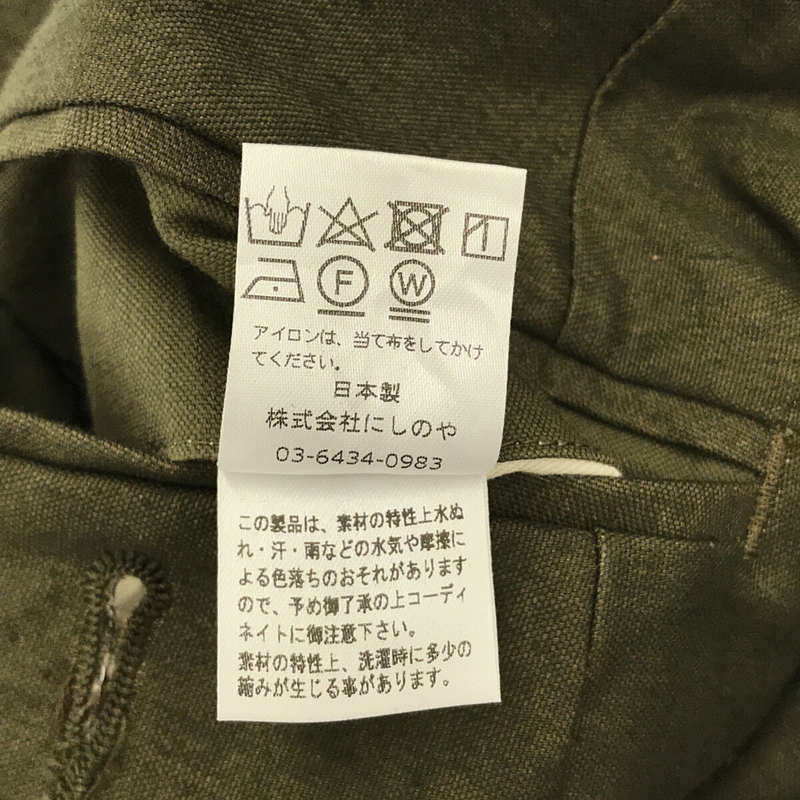 F W
アイロンは、当て布をしてかけ
てください。
日本製
株式会社にしのや
03-6434-0983
この製品は、素材の特性上水ぬ
れ・汗・雨などの水気や摩擦に
よる色落ちのおそれがあります
ので、予め御了承の上コーディ
ネイトに御注意下さい。
素材の特性上、洗濯時に多少の
縮みが生じる事があります。